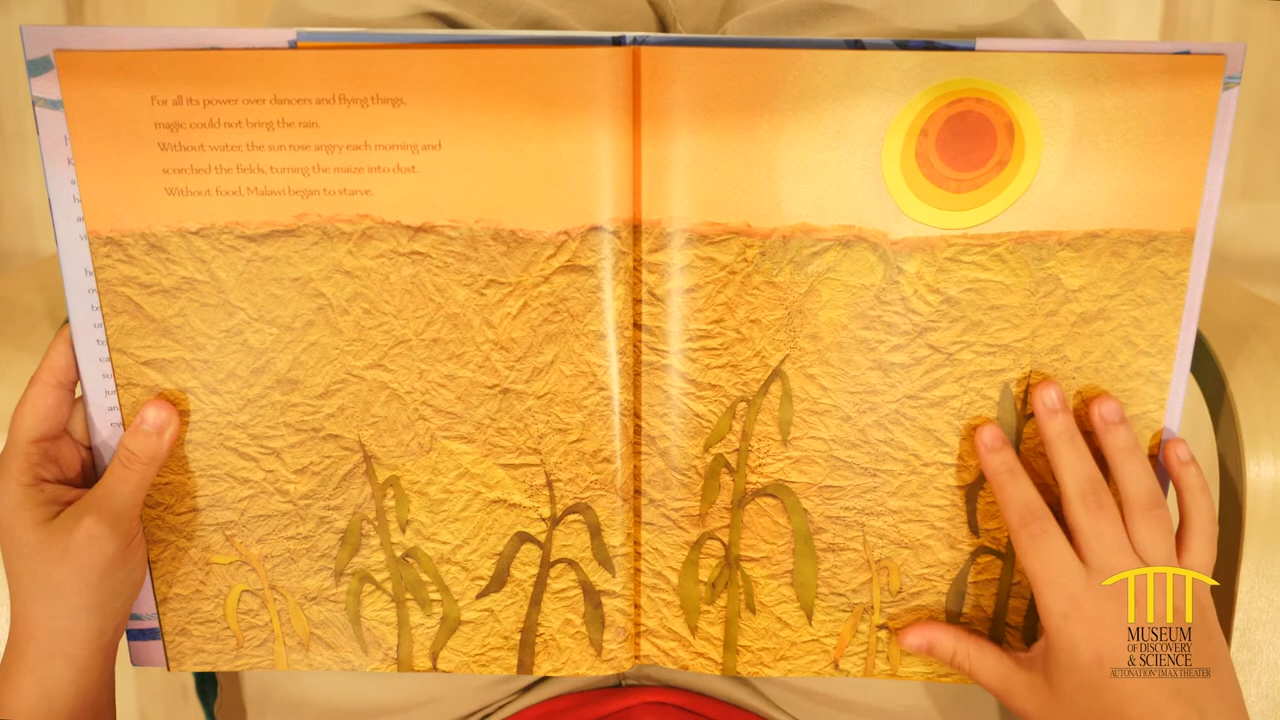 For all its power over dancers and flying things,
magic could not bring the rain.
Without water, the sun rose angry each morning and
scorched the fields, turning the maize into dust.
Without food, Malawi began to starve.
MUSEUM
OF DISCOVERY
& SCIENCE
AUTONATION® IMAX THEATER